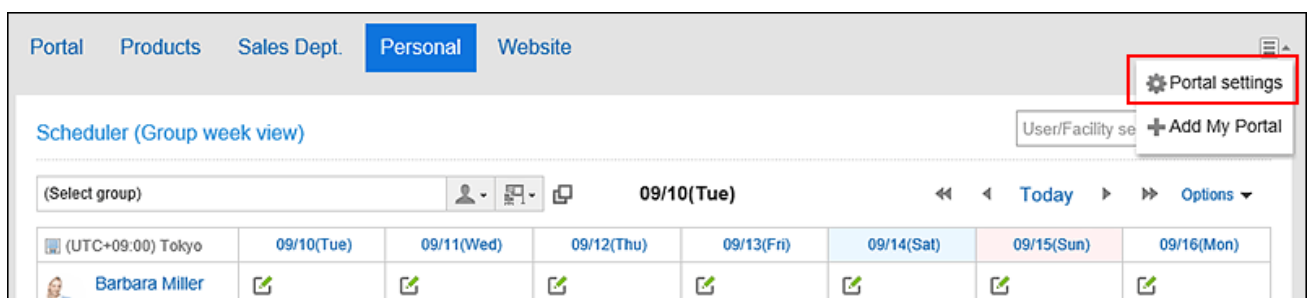 Portal Products Sales Dept. Personal Website
Portal settings
Add My Portal
Scheduler (Group week view) User/Facility se
(Select group) 09/10(Tue) Today Options
(UTC+09:00) Tokyo 09/10(Tue) 09/11(Wed) 09/12(Thu) 09/13(Fri) 09/14(Sat) 09/15(Sun) 09/16(Mon)
Barbara Miller